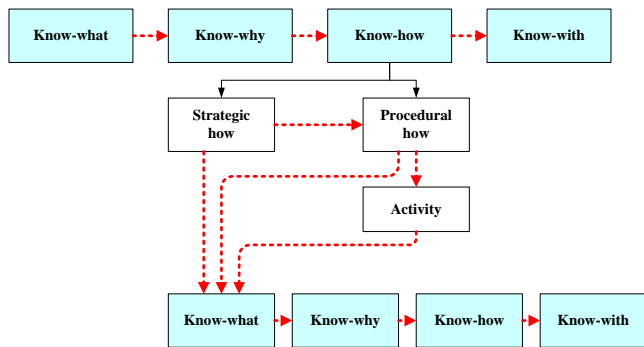 Know-what
Know-why
Know-how
Know-with
Strategic
how
Procedural
how
Activity
Know-what
Know-why
Know-how
Know-with